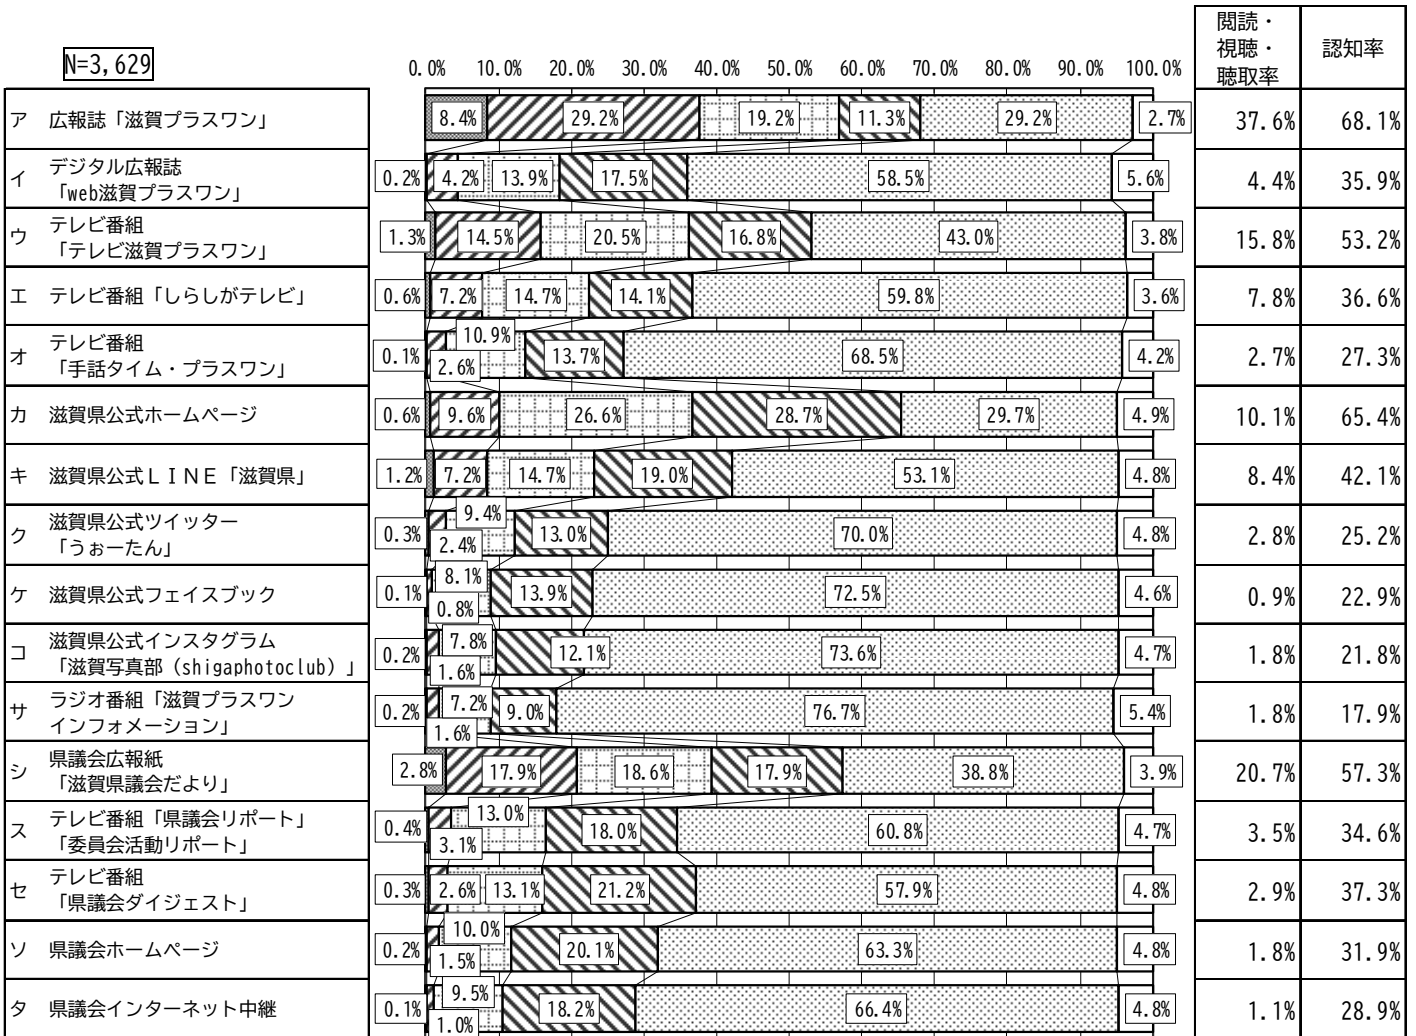 N=3,629
0.0% 10.0% 20.0% 30.0% 40.0% 50.0% 60.0% 70.0% 80.0% 90.0% 100.0%
閲読・
視聴・
聴取率
認知率
ア 広報誌「滋賀プラスワン」
8.4% 29.2% 19.2% 11.3% 29.2% 2.7% 37.6% 68.1%
イ デジタル広報誌
「web滋賀プラスワン」
0.2% 4.2% 13.9% 17.5% 58.5% 5.6% 4.4% 35.9%
ウ テレビ番組
「テレビ滋賀プラスワン」
1.3% 14.5% 20.5% 16.8% 43.0% 3.8% 15.8% 53.2%
エ テレビ番組「しらしがテレビ」
0.6% 7.2% 14.7% 14.1% 59.8% 3.6% 7.8% 36.6%
オ テレビ番組
「手話タイム・プラスワン」
0.1% 2.6% 10.9% 13.7% 68.5% 4.2% 2.7% 27.3%
カ 滋賀県公式ホームページ
0.6% 9.6% 26.6% 28.7% 29.7% 4.9% 10.1% 65.4%
キ 滋賀県公式ＬＩＮＥ「滋賀県」
1.2% 7.2% 14.7% 19.0% 53.1% 4.8% 8.4% 42.1%
ク 滋賀県公式ツイッター
「うぉーたん」
0.3% 2.4% 9.4% 13.0% 70.0% 4.8% 2.8% 25.2%
ケ 滋賀県公式フェイスブック
0.1% 0.8% 8.1% 13.9% 72.5% 4.6% 0.9% 22.9%
コ 滋賀県公式インスタグラム
「滋賀写真部（shigaphotoclub）」
0.2% 1.6% 7.8% 12.1% 73.6% 4.7% 1.8% 21.8%
サ ラジオ番組「滋賀プラスワン
インフォメーション」
0.2% 1.6% 7.2% 9.0% 76.7% 5.4% 1.8% 17.9%
シ 県議会広報紙
「滋賀県議会だより」
2.8% 17.9% 18.6% 17.9% 38.8% 3.9% 20.7% 57.3%
ス テレビ番組「県議会リポート」
「委員会活動リポート」
0.4% 3.1% 13.0% 18.0% 60.8% 4.7% 3.5% 34.6%
セ テレビ番組
「県議会ダイジェスト」
0.3% 2.6% 13.1% 21.2% 57.9% 4.8% 2.9% 37.3%
ソ 県議会ホームページ
0.2% 1.5% 10.0% 20.1% 63.3% 4.8% 1.8% 31.9%
タ 県議会インターネット中継
0.1% 1.0% 9.5% 18.2% 66.4% 4.8% 1.1% 28.9%